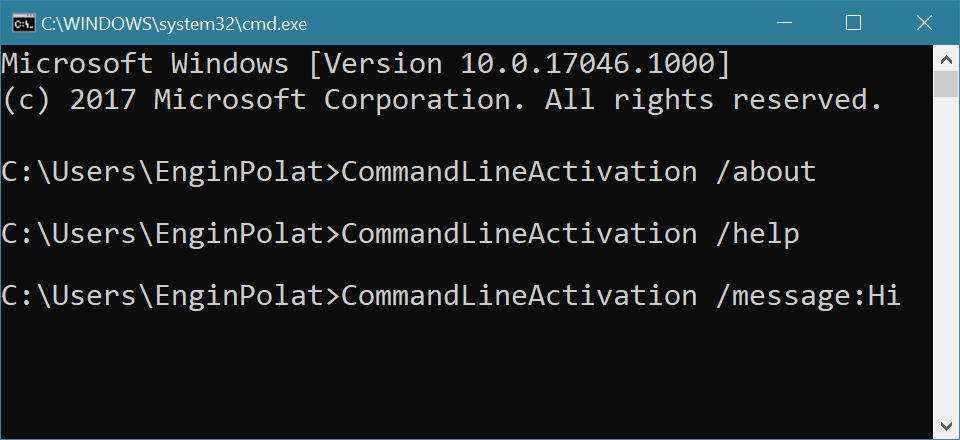 C:\WINDOWS\system32\cmd.exe
Microsoft Windows [Version 10.0.17046.1000]
(c) 2017 Microsoft Corporation. All rights reserved.
C:\Users\EnginPolat>CommandLineActivation /about
C:\Users\EnginPolat>CommandLineActivation /help
C:\Users\EnginPolat>CommandLineActivation /message:Hi